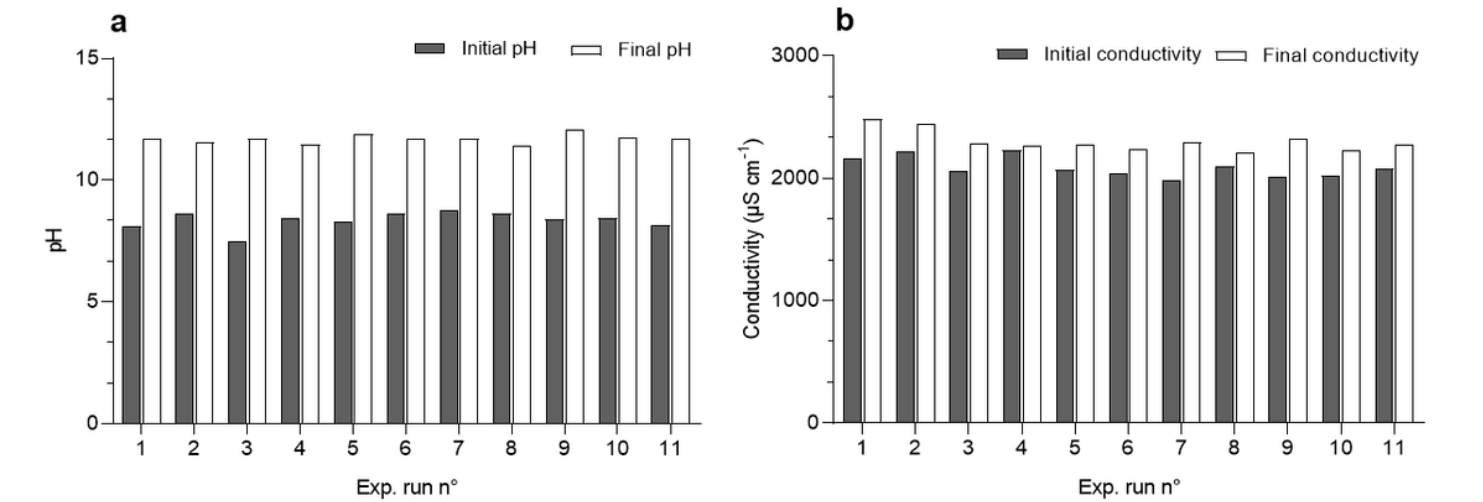 a
Initial pH Final pH
15
10
5
0
pH
1 2 3 4 5 6 7 8 9 10 11
Exp. run n°
b
Initial conductivity Final conductivity
3000
2000
1000
0
Conductivity (µS cm⁻¹)
1 2 3 4 5 6 7 8 9 10 11
Exp. run n°